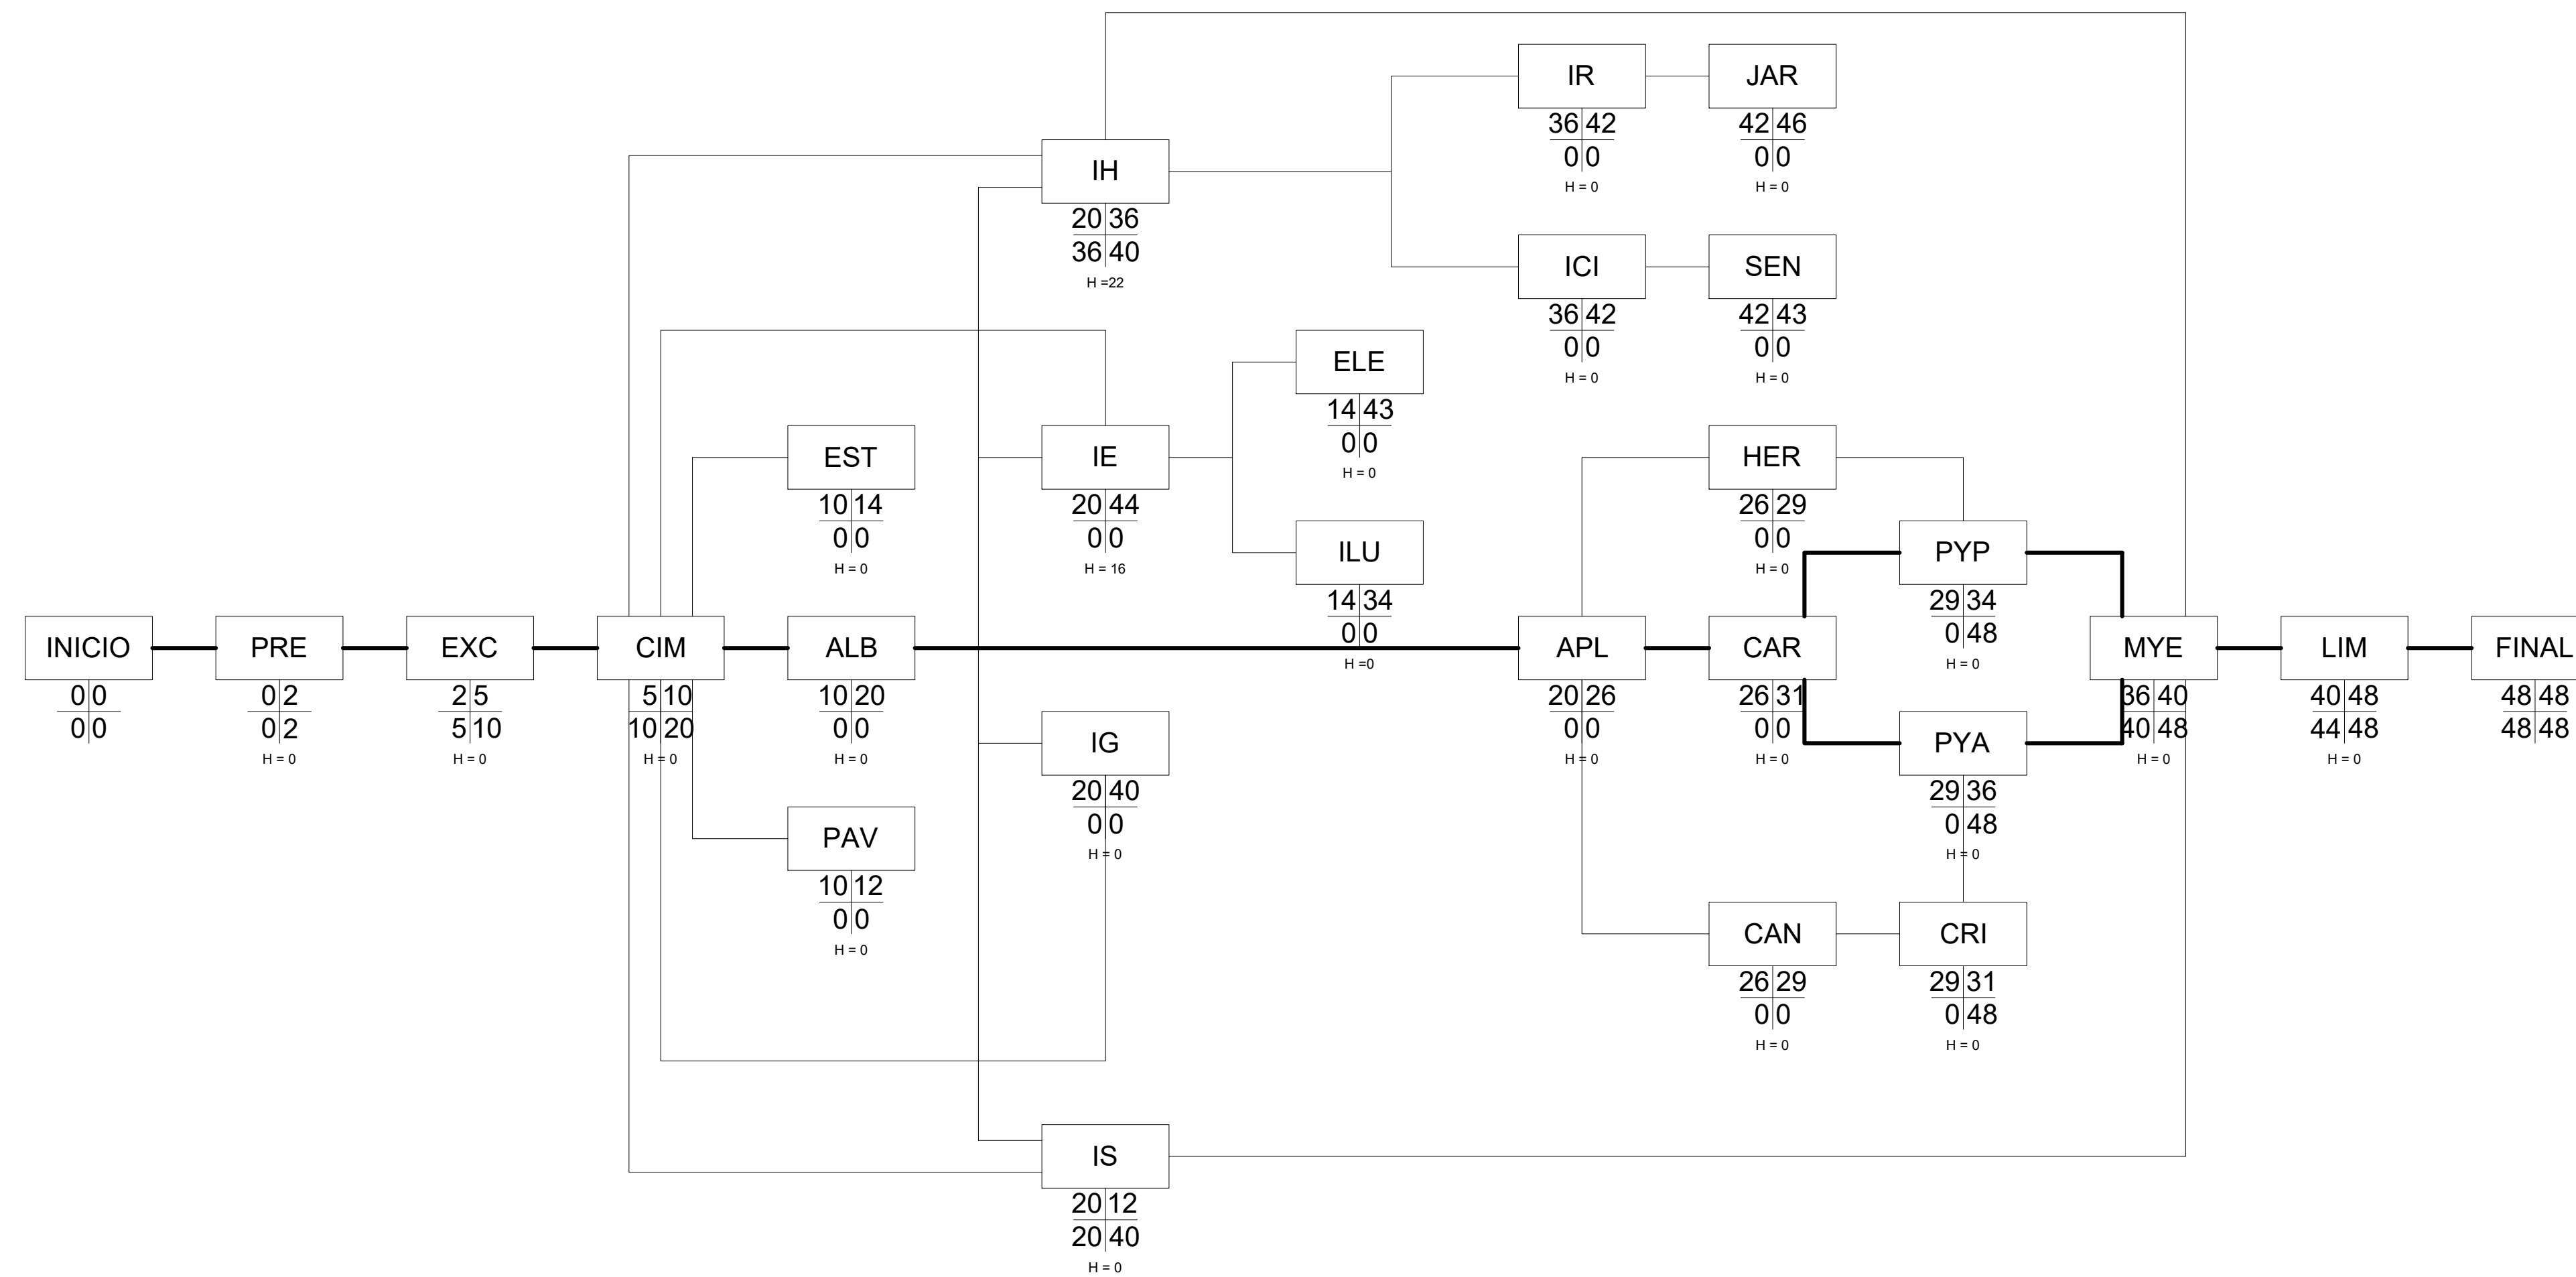 IR
36 42
0 0
H = 0
JAR
42 46
0 0
H = 0
IH
20 36
36 40
H =22
ICI
36 42
0 0
H = 0
SEN
42 43
0 0
H = 0
ELE
14 43
0 0
H = 0
EST
10 14
0 0
H = 0
IE
20 44
0 0
H = 16
HER
26 29
0 0
H = 0
ILU
14 34
0 0
H =0
PYP
29 34
0 48
H = 0
INICIO
0 0
0 0
PRE
0 2
0 2
H = 0
EXC
2 5
5 10
H = 0
CIM
5 10
10 20
H = 0
ALB
10 20
0 0
H = 0
APL
20 26
0 0
H = 0
CAR
26 31
0 0
H = 0
MYE
36 40
40 48
H = 0
LIM
40 48
44 48
H = 0
FINAL
48 48
48 48
IG
20 40
0 0
H = 0
PYA
29 36
0 48
H = 0
PAV
10 12
0 0
H = 0
CAN
26 29
0 0
H = 0
CRI
29 31
0 48
H = 0
IS
20 12
20 40
H = 0